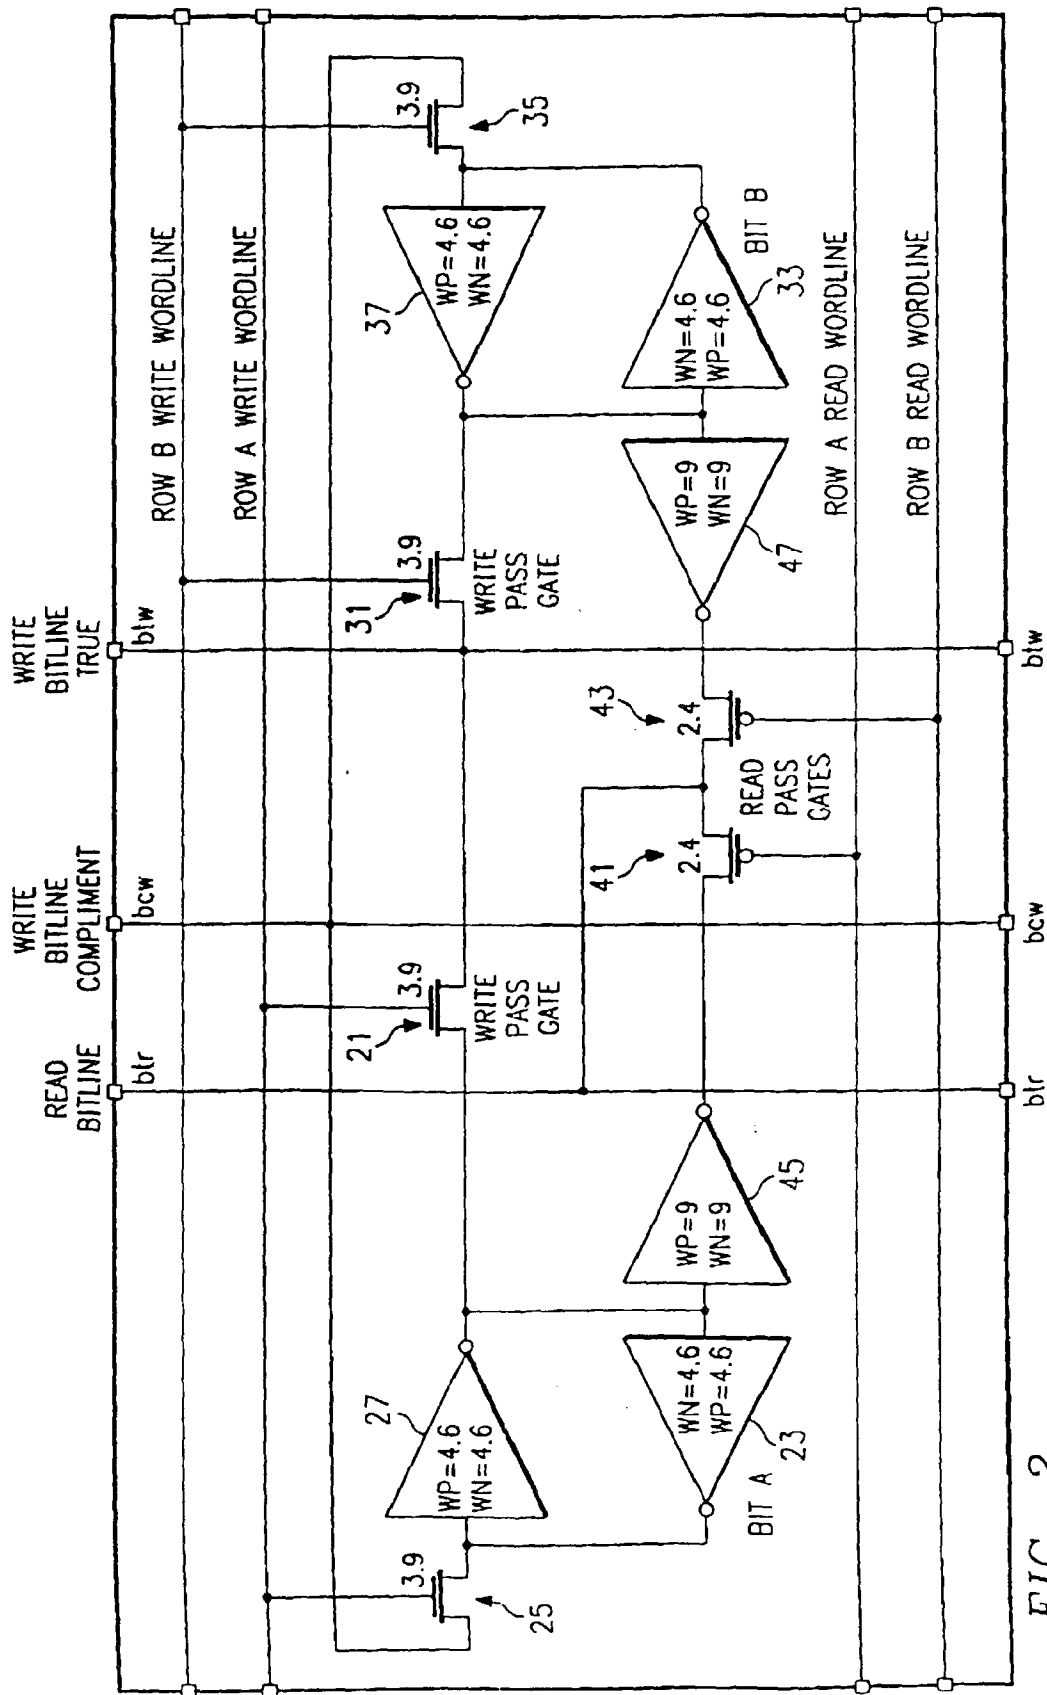 READ
BITLINE
WRITE
BITLINE
COMPLIMENT
WRITE
BITLINE
TRUE
btr
bcw
btw
ROW B WRITE WORDLINE
ROW A WRITE WORDLINE
3.9
25
27
WP=4.6
WN=4.6
21
3.9
WRITE
PASS
GATE
31
3.9
WRITE
PASS
GATE
37
WP=4.6
WN=4.6
3.9
35
BIT A
WN=4.6
WP=4.6
23
WP=9
WN=9
45
41
2.4
43
2.4
READ
PASS
GATES
WP=9
WN=9
47
WN=4.6
WP=4.6
BIT B
33
ROW A READ WORDLINE
ROW B READ WORDLINE
btr
bcw
btw
FIG. 2